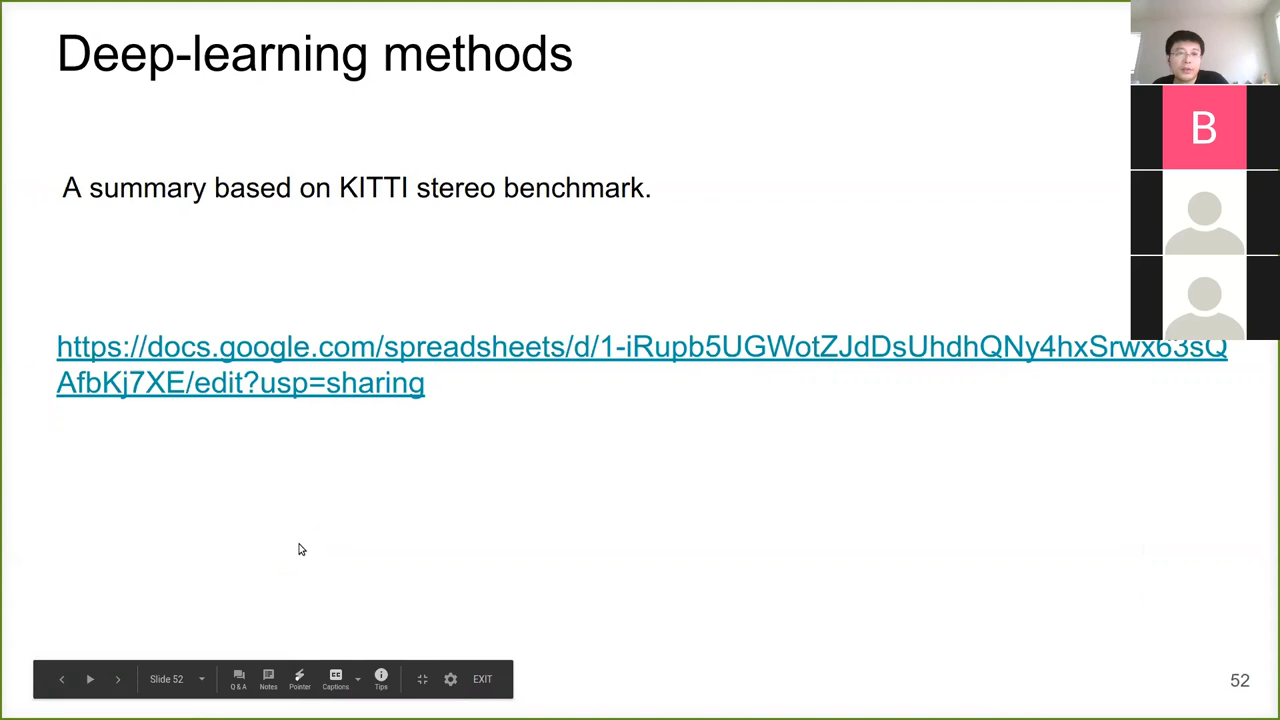 Deep-learning methods
B
A summary based on KITTI stereo benchmark.
https://docs.google.com/spreadsheets/d/1-iRupb5UGWotZJdDsUhdhQNy4hxSrwx63sQ
AfbKj7XE/edit?usp=sharing
Slide 52
Q & A
Notes
Pointer
Captions
Tips
EXIT
52